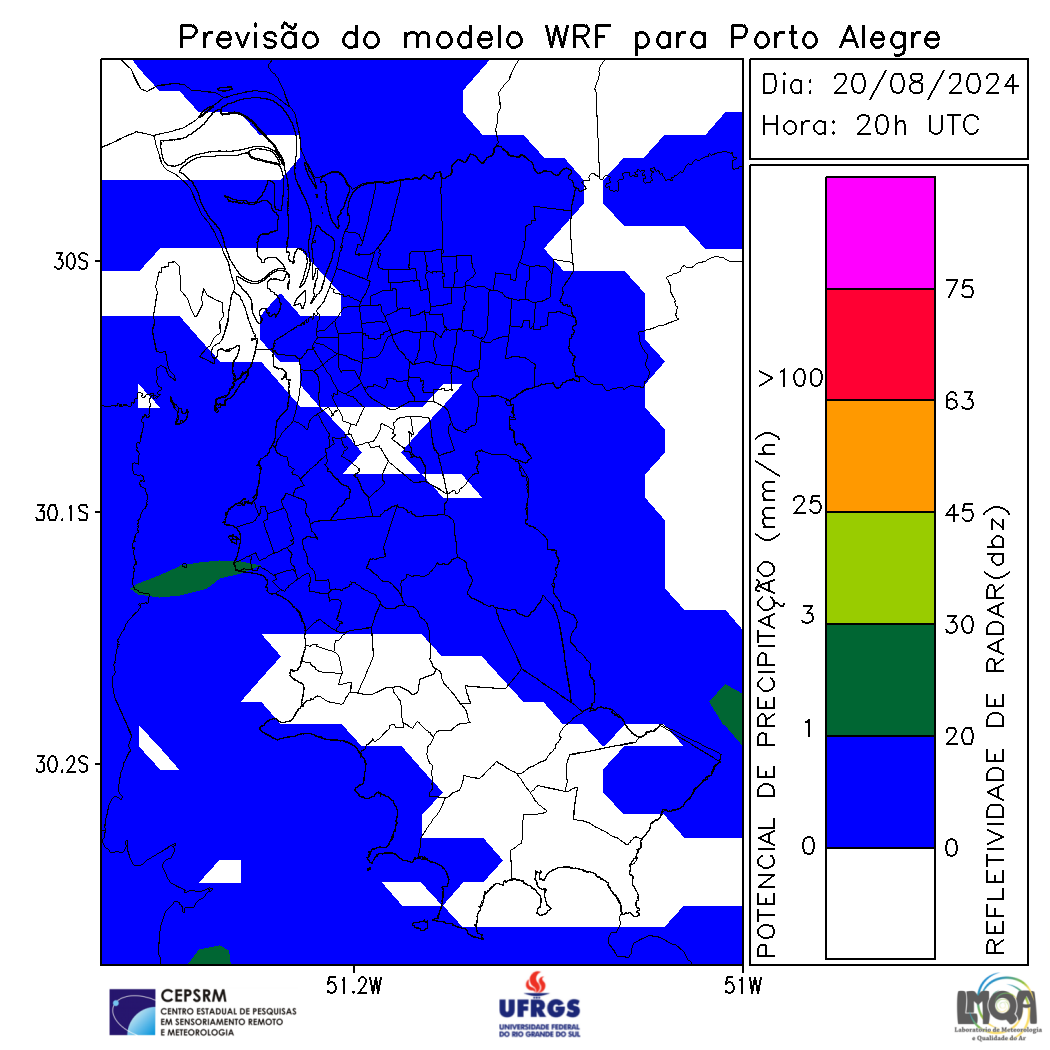 Previsão do modelo WRF para Porto Alegre
Dia: 20/08/2024
Hora: 20h UTC
30S
30.1S
30.2S
51.2W
51W
POTENCIAL DE PRECIPITAÇÃO (mm/h)
>100
25
3
1
0
75
63
45
30
20
0
REFLETIVIDADE DE RADAR(dbz)
CEPSRM
CENTRO ESTADUAL DE PESQUISAS
EM SENSORIAMENTO REMOTO
E METEOROLOGIA
UFRGS
UNIVERSIDADE FEDERAL
DO RIO GRANDE DO SUL
LMQA
Laboratório de Meteorologia
e Qualidade do Ar